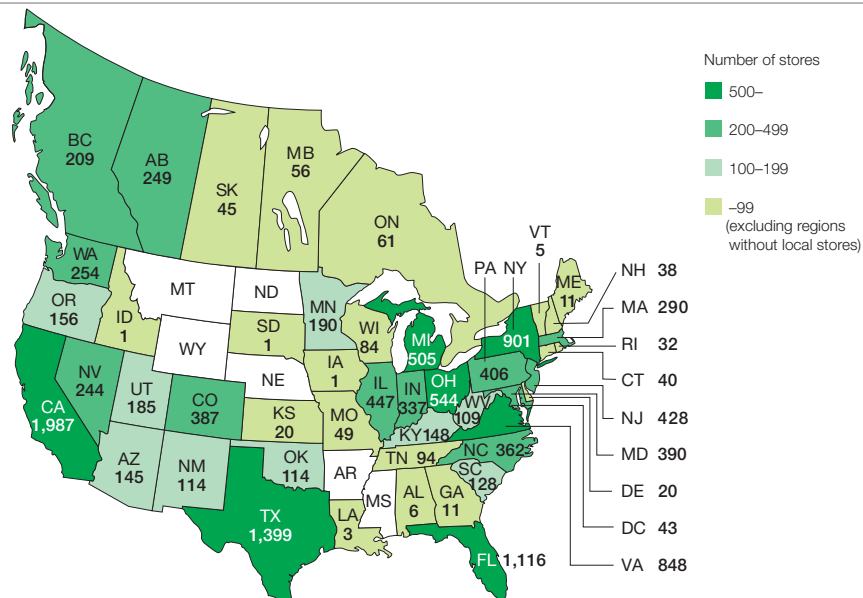 Number of stores
500–
200–499
100–199
–99
(excluding regions
without local stores)
BC
209
AB
249
SK
45
MB
56
ON
61
VT
5
PA NY
ME
11
NH 38
MA 290
RI 32
CT 40
NJ 428
MD 390
DE 20
DC 43
VA 848
WA
254
OR
156
ID
1
MT
ND
MN
190
WI
84
MI
505
901
WY
SD
1
IA
1
NE
CA
1,987
NV
244
UT
185
CO
387
KS
20
MO
49
IL
447
IN
337
OH
544
406
WV
109
KY 148
AZ
145
NM
114
OK
114
AR
TN 94
NC 362
SC
128
TX
1,399
LA
3
MS
AL
6
GA
11
FL 1,116